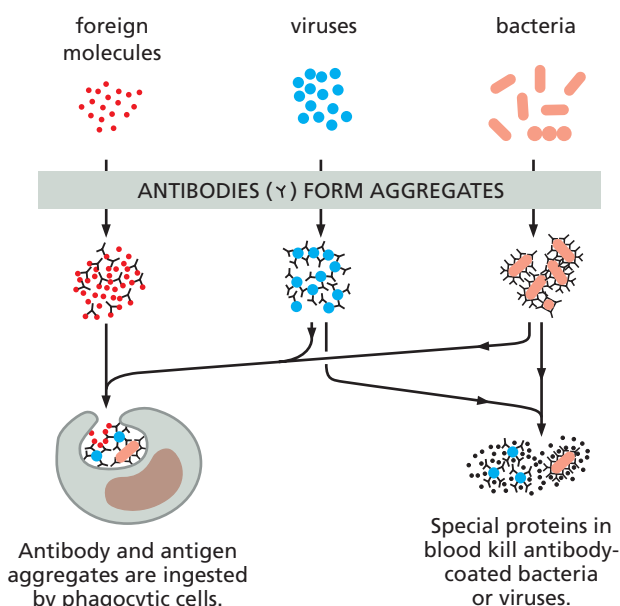 foreign
molecules
viruses
bacteria
ANTIBODIES (Y) FORM AGGREGATES
Antibody and antigen
aggregates are ingested
by phagocytic cells.
Special proteins in
blood kill antibody-
coated bacteria
or viruses.